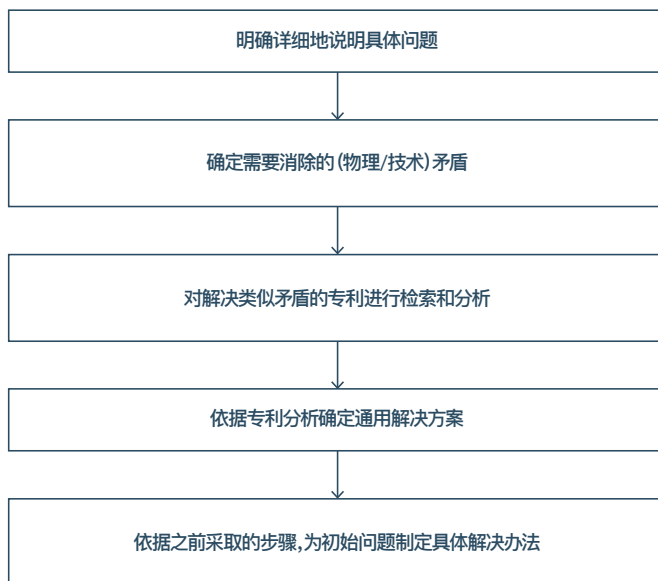 明确详细地说明具体问题
确定需要消除的(物理/技术)矛盾
对解决类似矛盾的专利进行检索和分析
依据专利分析确定通用解决方案
依据之前采取的步骤,为初始问题制定具体解决办法